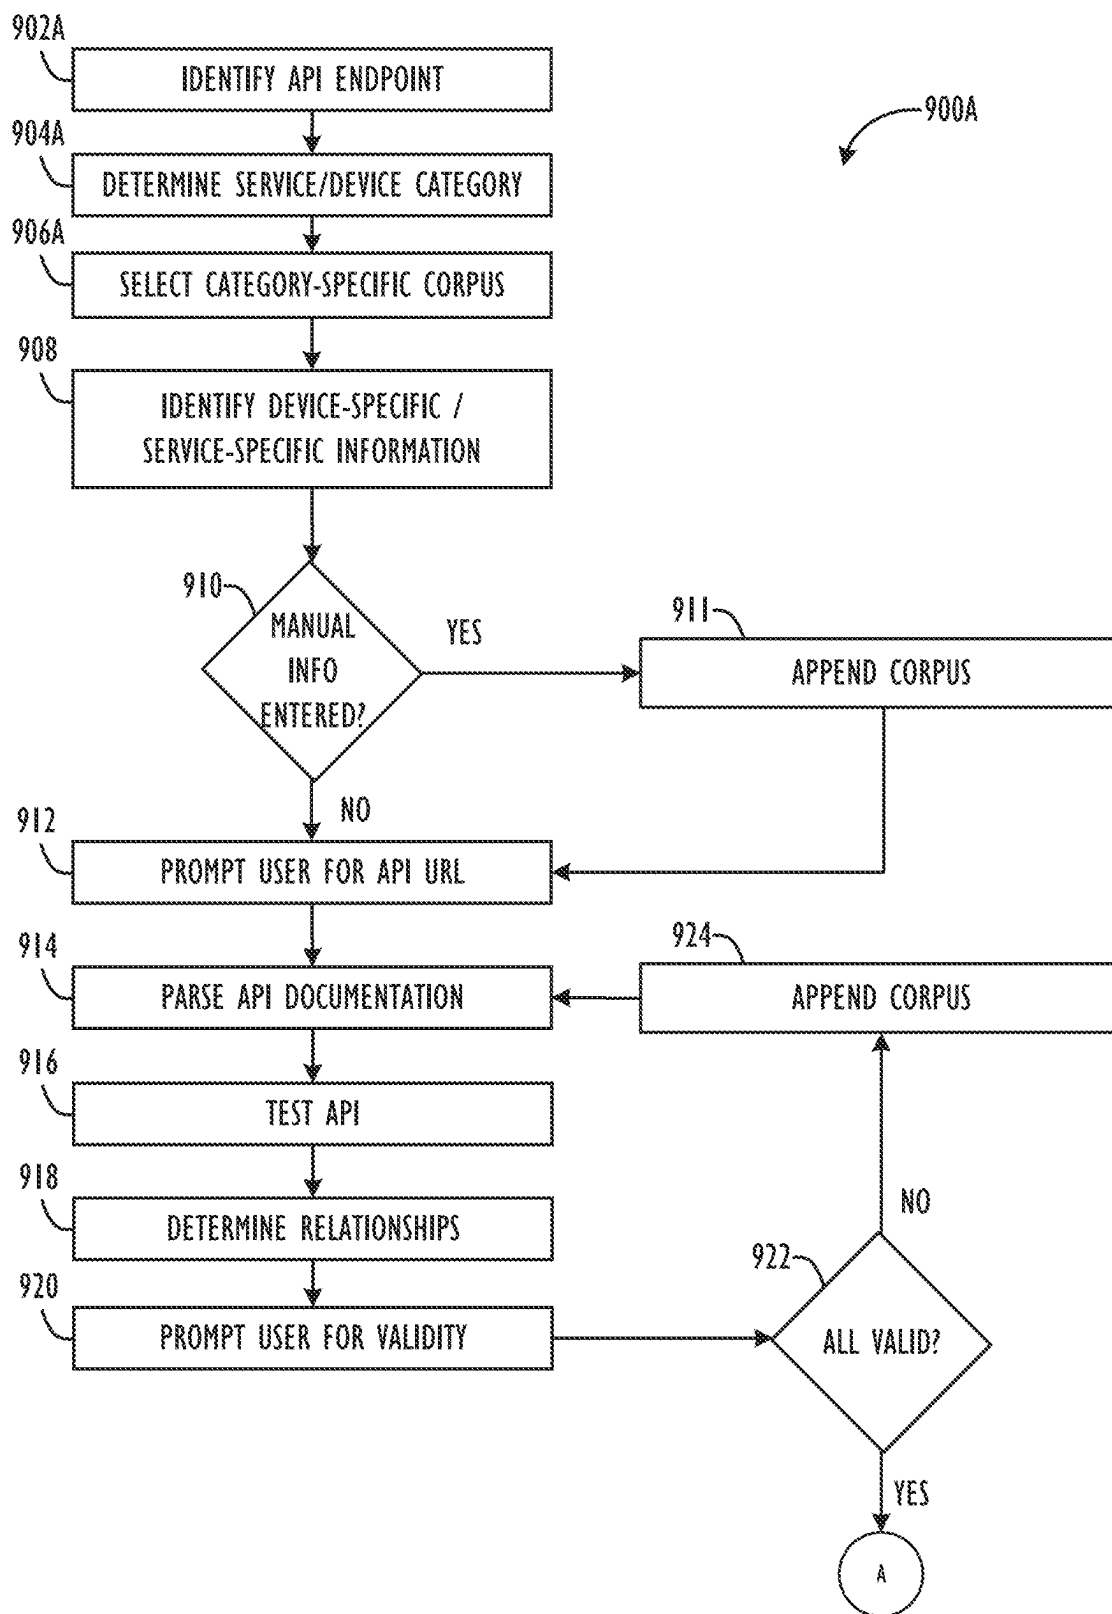 902A
IDENTIFY API ENDPOINT
900A
904A
DETERMINE SERVICE/DEVICE CATEGORY
906A
SELECT CATEGORY-SPECIFIC CORPUS
908
IDENTIFY DEVICE-SPECIFIC /
SERVICE-SPECIFIC INFORMATION
910
MANUAL
INFO
ENTERED?
YES
911
APPEND CORPUS
NO
912
PROMPT USER FOR API URL
914
PARSE API DOCUMENTATION
924
APPEND CORPUS
916
TEST API
918
DETERMINE RELATIONSHIPS
NO
920
PROMPT USER FOR VALIDITY
922
ALL VALID?
YES
A